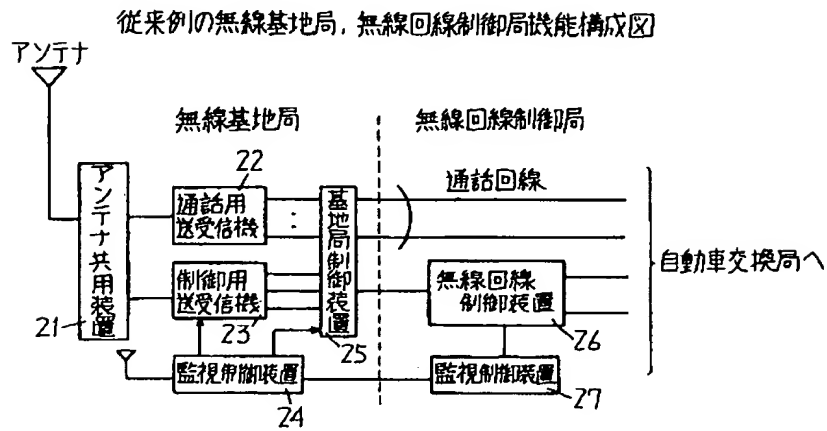 従来例の無線基地局,無線回線制御局機能構成図
アンテナ
無線基地局
無線回線制御局
アンテナ共用装置
21
22
通話用
送受信機
制御用
送受信機
23
基地局制御装置
25
通話回線
無線回線
制御装置
26
自動車交換局へ
監視制御装置
24
監視制御装置
27